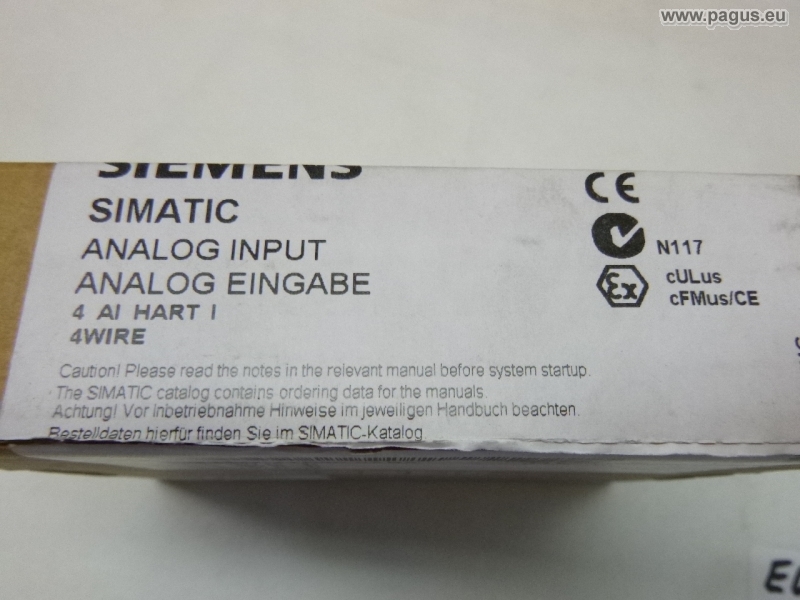 www.pagus.eu
SIEMENS
SIMATIC
ANALOG INPUT
ANALOG EINGABE
4 AI HART I
4WIRE
Caution! Please read the notes in the relevant manual before system startup.
The SIMATIC catalog contains ordering data for the manuals.
Achtung! Vor Inbetriebnahme Hinweise im jeweiligen Handbuch beachten.
Bestelldaten hierfür finden Sie im SIMATIC-Katalog
CE
N117
Ex
cULus
cFMus/CE